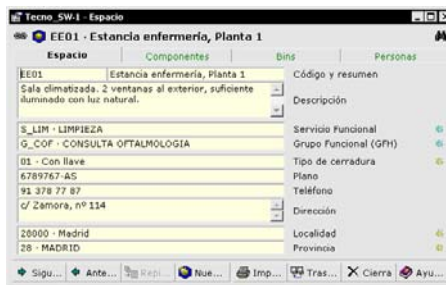 Tecno_SW-1 - Espacio
EE01 - Estancia enfermería, Planta 1
Espacio Componentes Bins Personas
EE01 Estancia enfermería, Planta 1 Código y resumen
Sala climatizada. 2 ventanas al exterior, suficiente
iluminado con luz natural.
Descripción
S_LIM - LIMPIEZA Servicio Funcional
G_COF - CONSULTA OFTALMOLOGIA Grupo Funcional (GFH)
01 - Con llave Tipo de cerradura
6789767-AS Plano
91 378 77 87 Teléfono
c/ Zamora, nº 114 Dirección
28000 - Madrid Localidad
28 - MADRID Provincia
Sigu... Ante... Repi... Nue... Imp... Tras... Cierra Ayu...